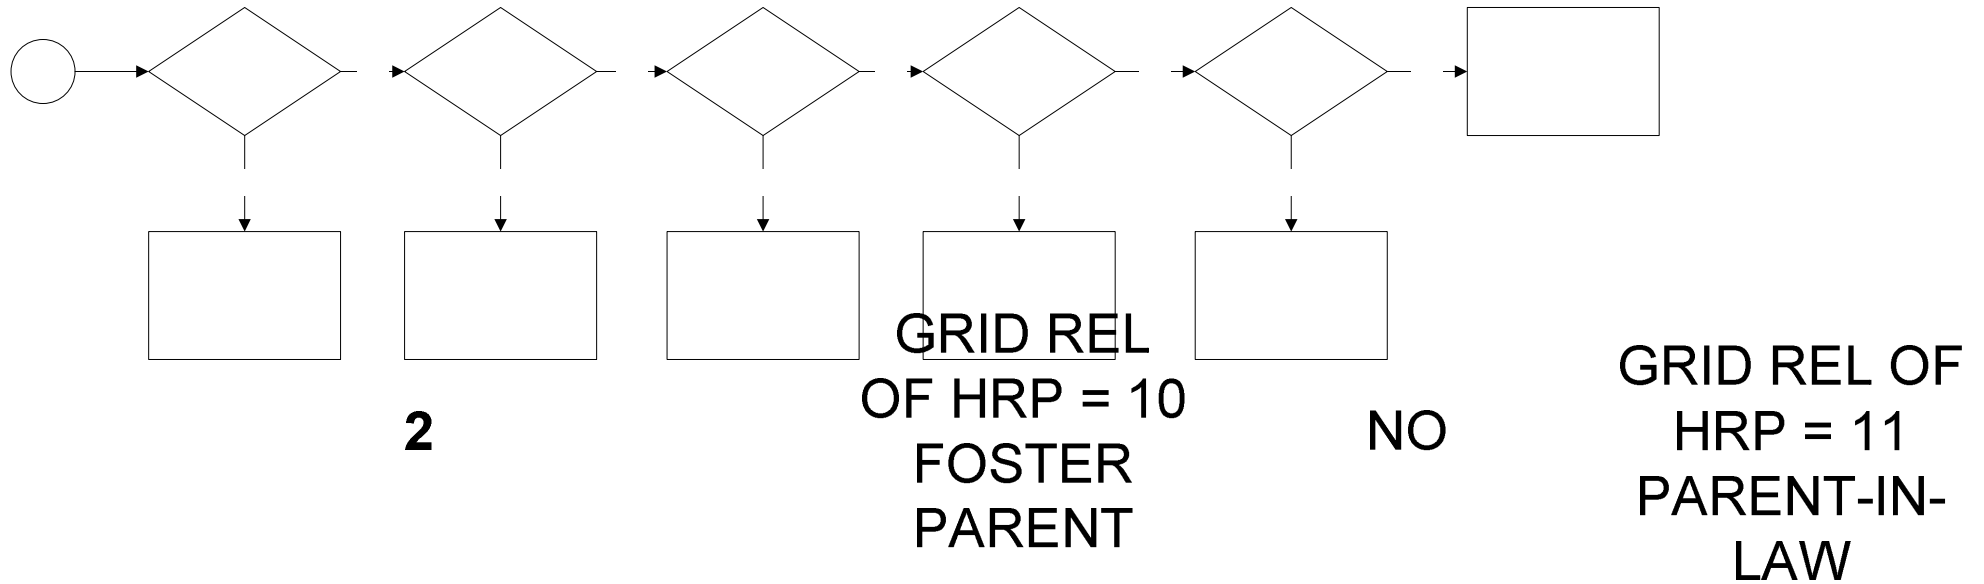 2
GRID REL
OF HRP = 10
FOSTER
PARENT
NO
GRID REL OF
HRP = 11
PARENT-IN-
LAW